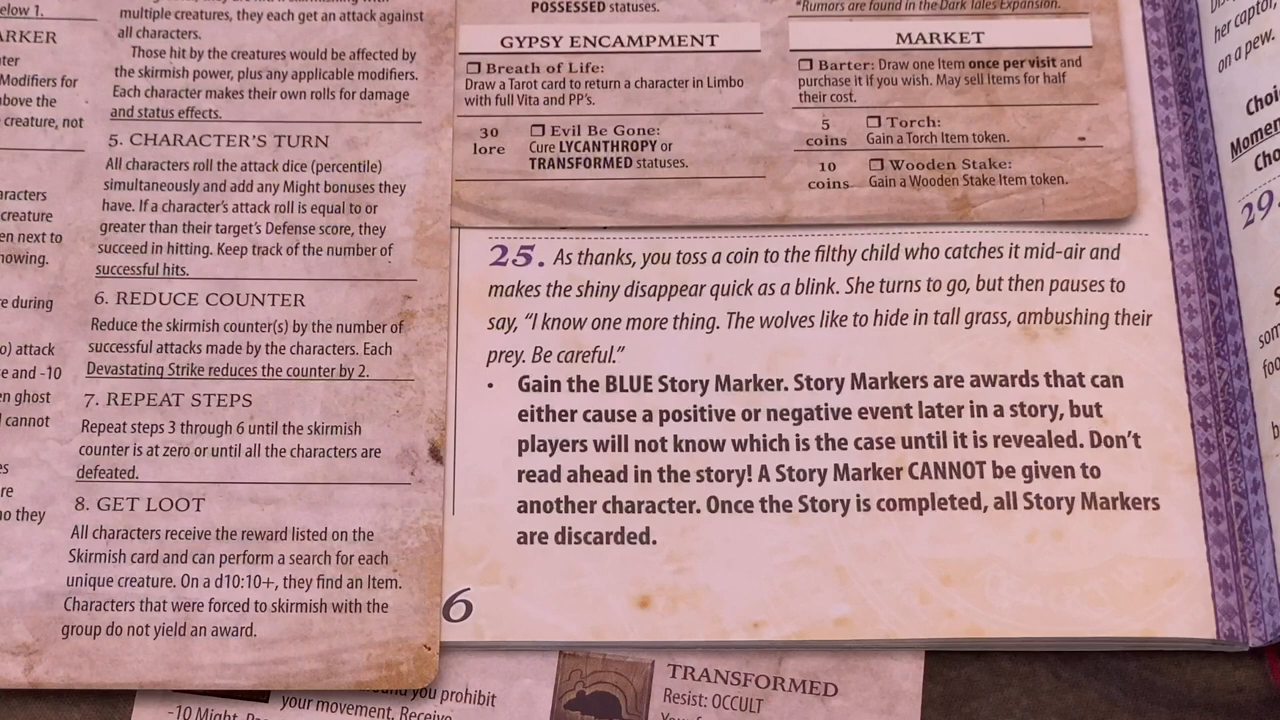 elow 1.
ARKER
Modifiers for
above the
creature, not
creature
en next to
nowing.
e during
o) attack
e and -10
en ghost
cannot
es
re
no they
multiple creatures, they each get an attack against
all characters.
Those hit by the creatures would be affected by
the skirmish power, plus any applicable modifiers.
Each character makes their own rolls for damage
and status effects.
5. CHARACTER'S TURN
All characters roll the attack dice (percentile)
simultaneously and add any Might bonuses they
have. If a character's attack roll is equal to or
greater than their target's Defense score, they
succeed in hitting. Keep track of the number of
successful hits.
6. REDUCE COUNTER
Reduce the skirmish counter(s) by the number of
successful attacks made by the characters. Each
Devastating Strike reduces the counter by 2.
7. REPEAT STEPS
Repeat steps 3 through 6 until the skirmish
counter is at zero or until all the characters are
defeated.
8. GET LOOT
All characters receive the reward listed on the
Skirmish card and can perform a search for each
unique creature. On a d10:10+, they find an Item.
Characters that were forced to skirmish with the
group do not yield an award.
POSSESSED statuses.
GYPSY ENCAMPMENT
❒ Breath of Life:
Draw a Tarot card to return a character in Limbo
with full Vita and PP's.
30 lore ❒ Evil Be Gone:
Cure LYCANTHROPY or
TRANSFORMED statuses.
*Rumors are found in the Dark Tales Expansion.
MARKET
❒ Barter: Draw one Item once per visit and
purchase it if you wish. May sell Items for half
their cost.
5 coins ❒ Torch:
Gain a Torch Item token.
10 coins ❒ Wooden Stake:
Gain a Wooden Stake Item token.
25. As thanks, you toss a coin to the filthy child who catches it mid-air and
makes the shiny disappear quick as a blink. She turns to go, but then pauses to
say, “I know one more thing. The wolves like to hide in tall grass, ambushing their
prey. Be careful.”
• Gain the BLUE Story Marker. Story Markers are awards that can
either cause a positive or negative event later in a story, but
players will not know which is the case until it is revealed. Don't
read ahead in the story! A Story Marker CANNOT be given to
another character. Once the Story is completed, all Story Markers
are discarded.
6
her captor,
on a pew.
Choi
Momen
Cho
29.
som
foo
you prohibit
your movement. Receive
-10 Might,
TRANSFORMED
Resist: OCCULT